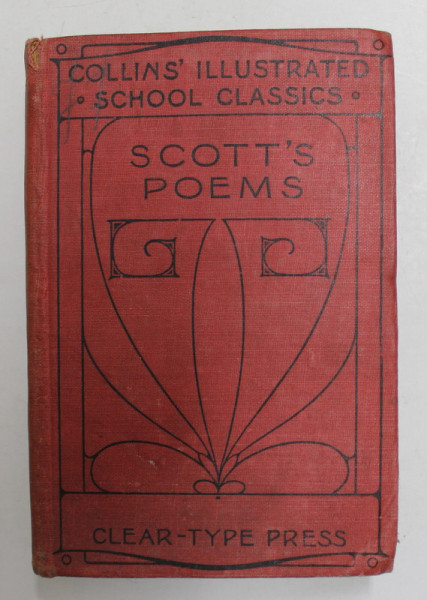 COLLINS' ILLUSTRATED
• SCHOOL CLASSICS •
SCOTT'S
POEMS
CLEAR-TYPE PRESS